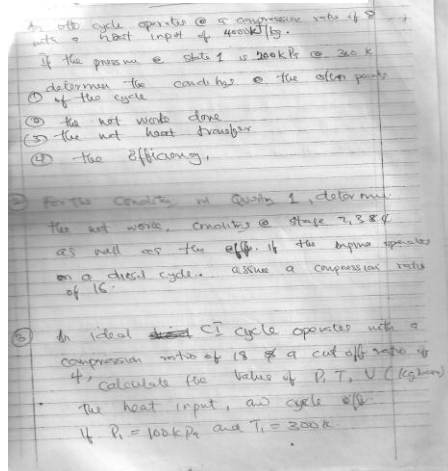 An otto cycle operates @ a compression ratio of 8
with a heat input of 4000kJ/kg.
If the pressure @ state 1 is 200kPa @ 300 k
determine the conditions @ the other points
① of the cycle
② the net work done
③ the net heat transfer
④ the efficiency.
② For the condition in Question 1, determine
the net work, conditions @ stage 2, 3 & 4
as well as the eff. if the engine operates
on a diesel cycle. assume a compression ratio
of 16.
③ An ideal CI cycle operates with a
compression ratio of 18 & a cut off ratio of
4, calculate the value of P, T, V
the heat input, and cycle eff.
If P₁ = 100kPa and T₁ = 300k.